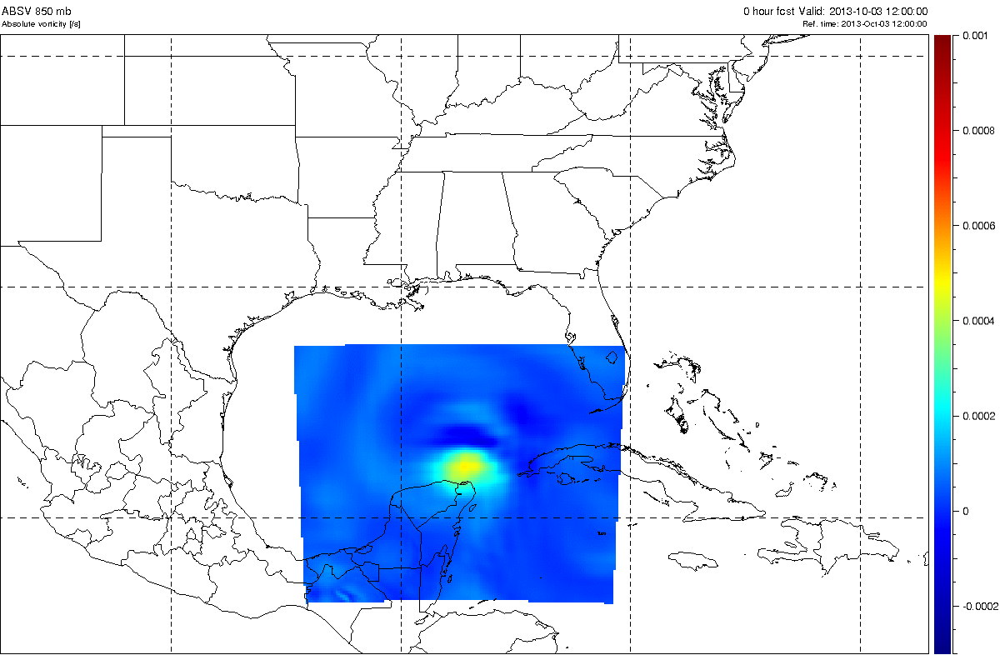 ABSV 850 mb
0 hour fcst Valid: 2013-10-03 12:00:00
Absolute vorticity [/s]
Ref. time: 2013-Oct-03 12:00:00
0.001
0.0008
0.0006
0.0004
0.0002
0
-0.0002